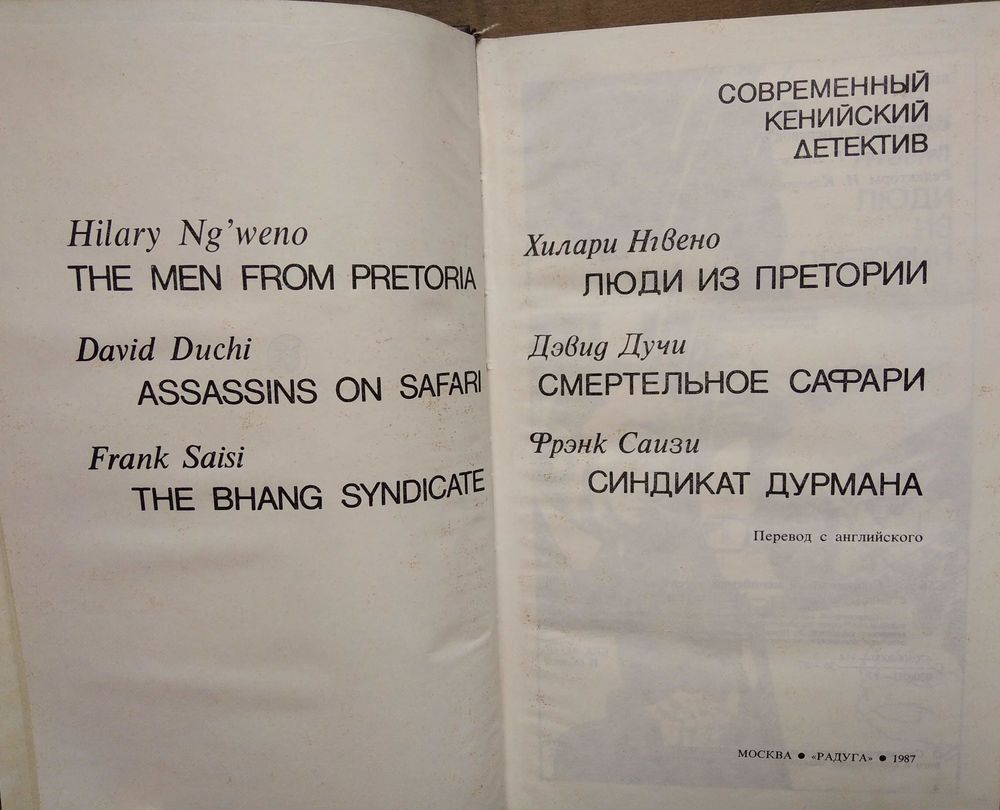 Hilary Ng'weno
THE MEN FROM PRETORIA
David Duchi
ASSASSINS ON SAFARI
Frank Saisi
THE BHANG SYNDICATE
СОВРЕМЕННЫЙ
КЕНИЙСКИЙ
ДЕТЕКТИВ
Хилари Нгвено
ЛЮДИ ИЗ ПРЕТОРИИ
Дэвид Дучи
СМЕРТЕЛЬНОЕ САФАРИ
Фрэнк Саизи
СИНДИКАТ ДУРМАНА
Перевод с английского
МОСКВА ● «РАДУГА» ● 1987